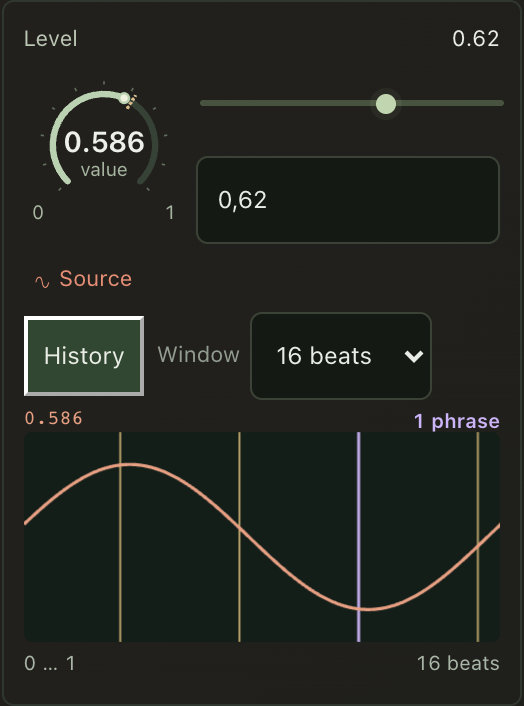 Level 0.62
0.586
value
0 1
0,62
Source
History Window 16 beats
0.586 1 phrase
0 ... 1 16 beats